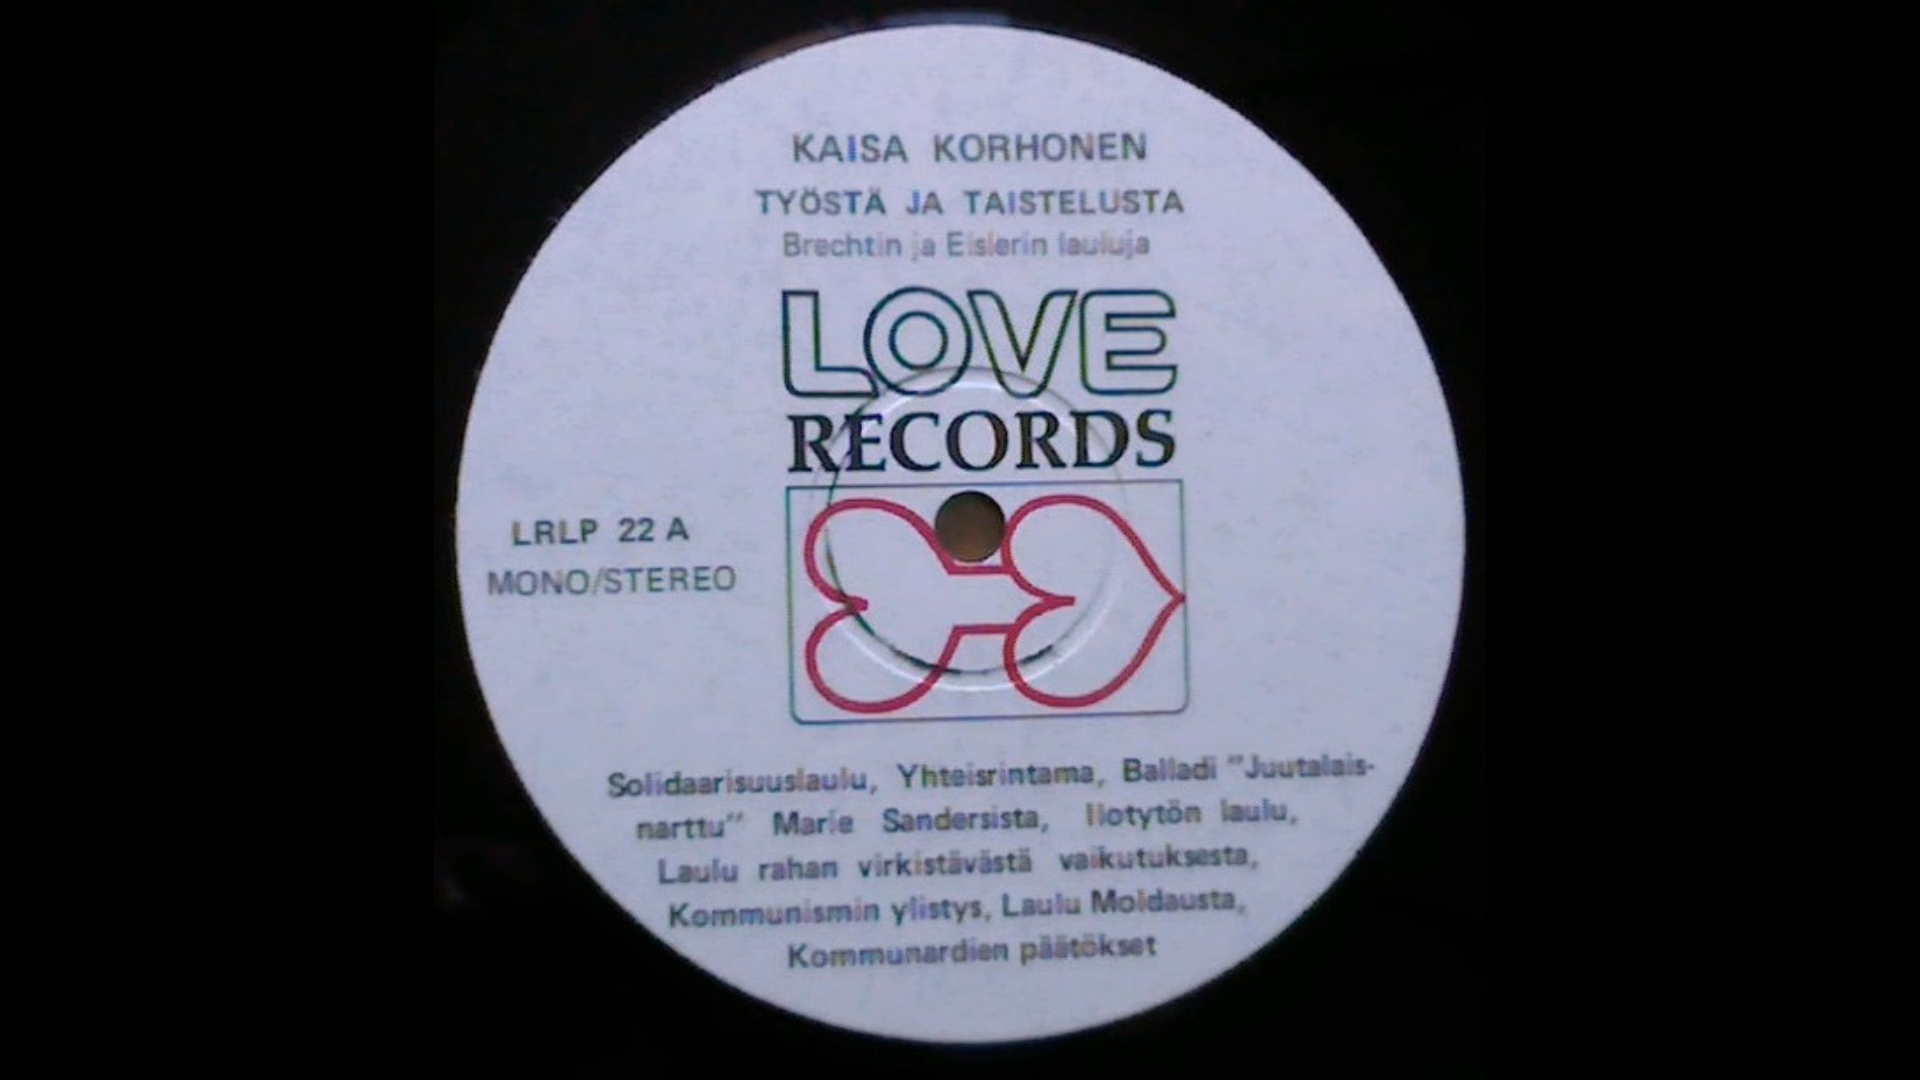 KAISA KORHONEN
TYÖSTÄ JA TAISTELUSTA
Brechtin ja Eislerin lauluja
LOVE
RECORDS
LRLP 22 A
MONO/STEREO
Solidaarisuuslaulu, Yhteisrintama, Balladi "Juutalais-
narttu" Marie Sandersista, Ilotytön laulu,
Laulu rahan virkistävästä vaikutuksesta,
Kommunismin ylistys, Laulu Moldausta,
Kommunardien päätökset